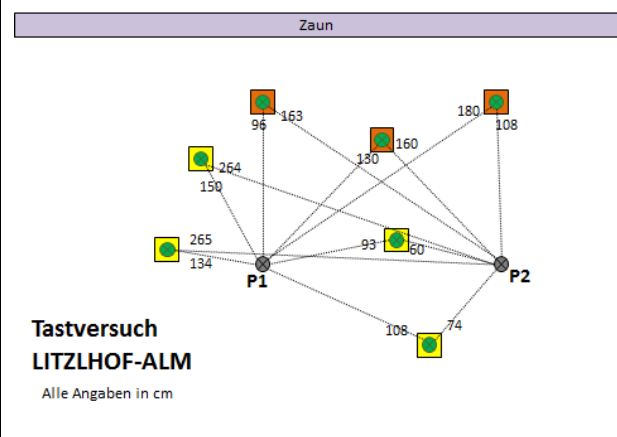 Zaun
96 163
180 108
130 160
264
150
265
134
93 60
P1
P2
108 74
Tastversuch
LITZLHOF-ALM
Alle Angaben in cm